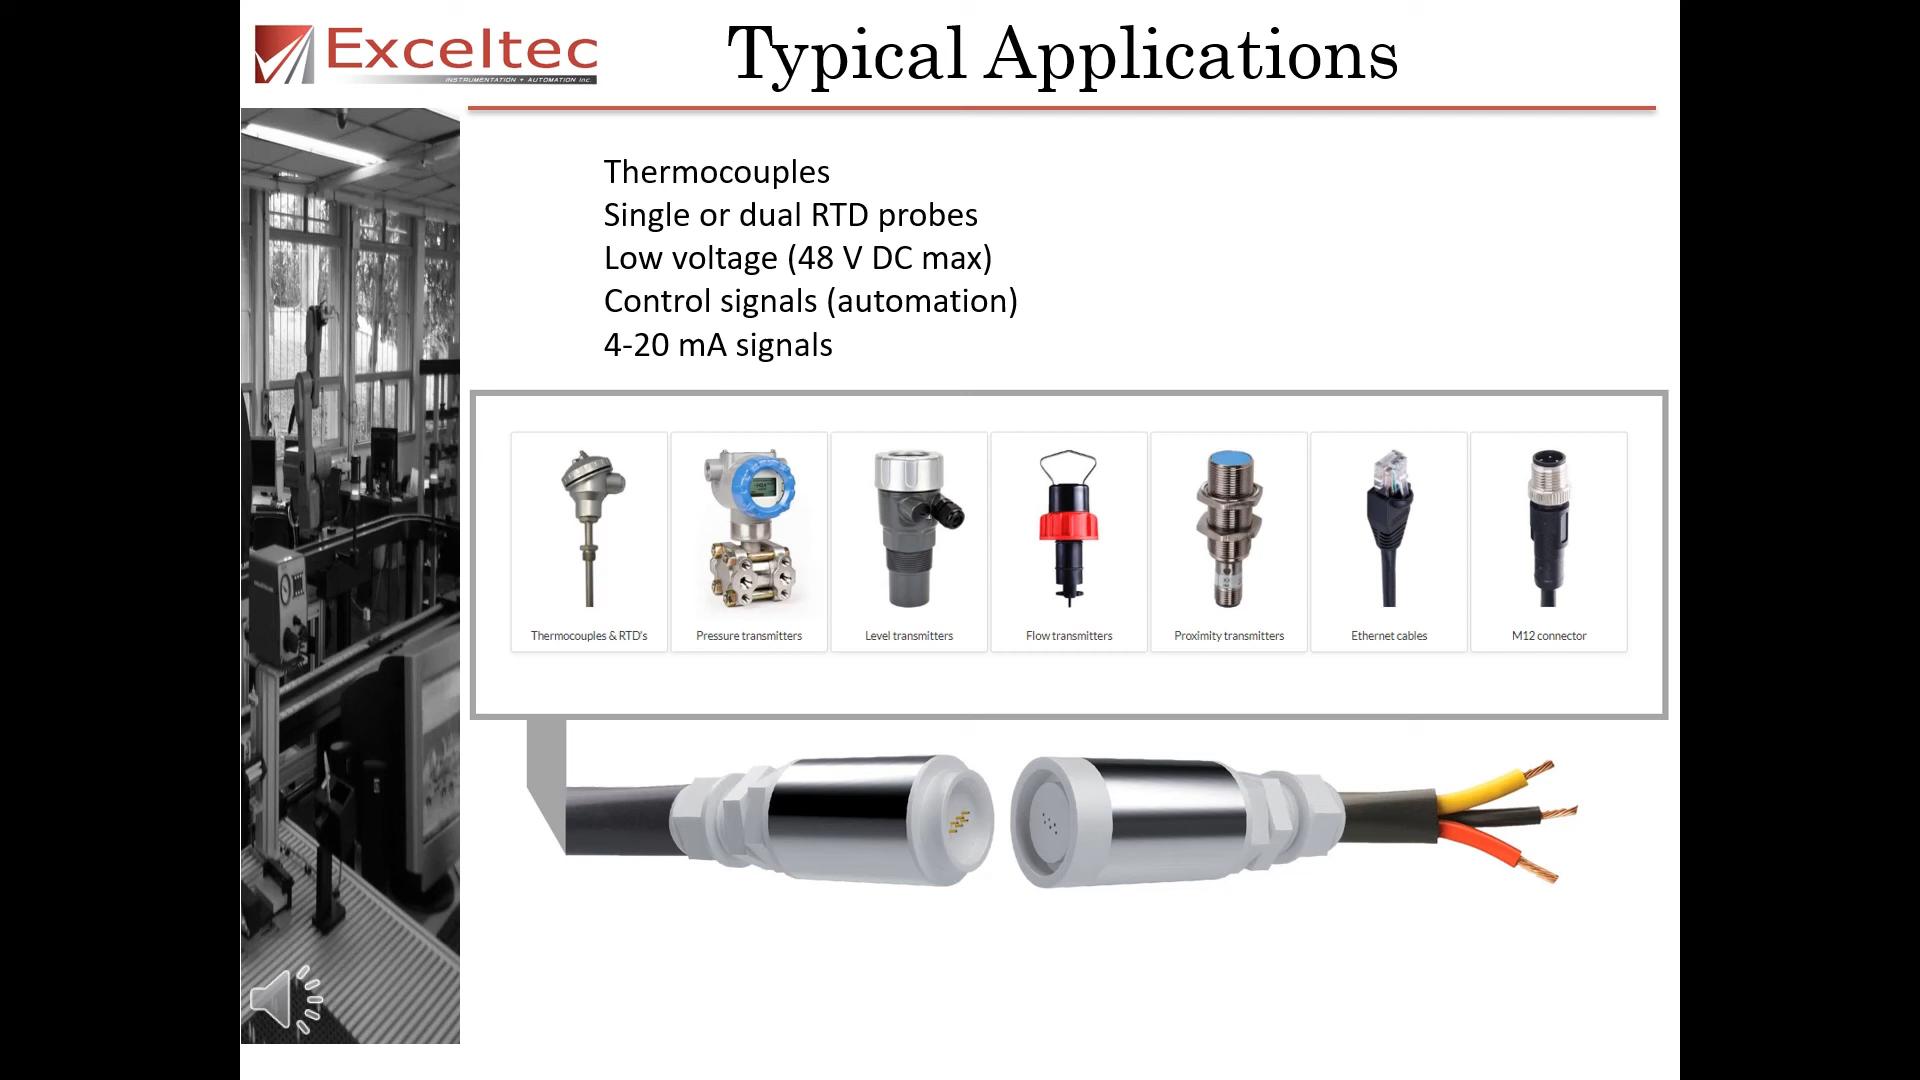 Exceltec
INSTRUMENTATION + AUTOMATION Inc.
Typical Applications
Thermocouples
Single or dual RTD probes
Low voltage (48 V DC max)
Control signals (automation)
4-20 mA signals
Thermocouples & RTD's
Pressure transmitters
Level transmitters
Flow transmitters
Proximity transmitters
Ethernet cables
M12 connector